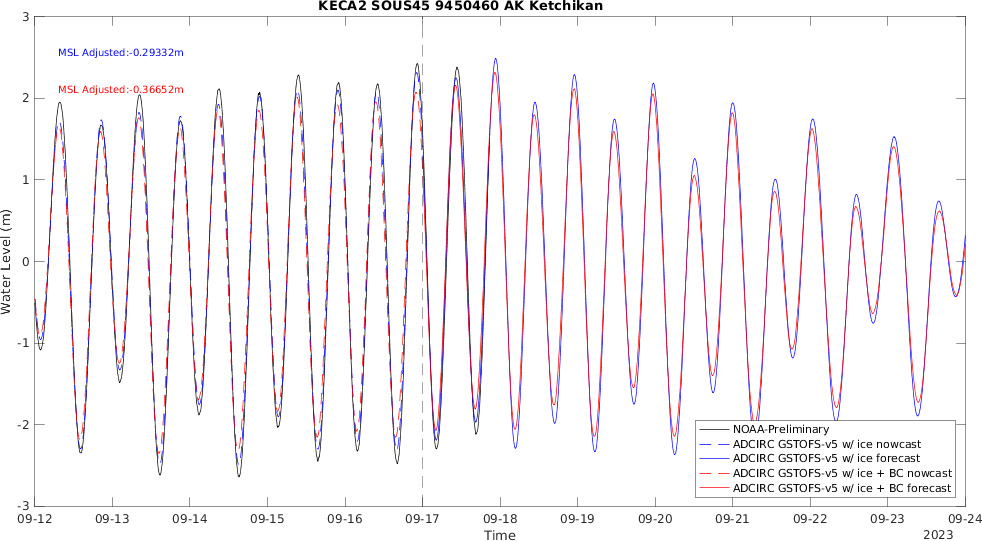 KECA2 SOUS45 9450460 AK Ketchikan
MSL Adjusted:-0.29332m
MSL Adjusted:-0.36652m
3
2
1
0
-1
-2
-3
Water Level (m)
NOAA-Preliminary
ADCIRC GSTOFS-v5 w/ ice nowcast
ADCIRC GSTOFS-v5 w/ ice forecast
ADCIRC GSTOFS-v5 w/ ice + BC nowcast
ADCIRC GSTOFS-v5 w/ ice + BC forecast
09-12 09-13 09-14 09-15 09-16 09-17 09-18 09-19 09-20 09-21 09-22 09-23 09-24
Time
2023